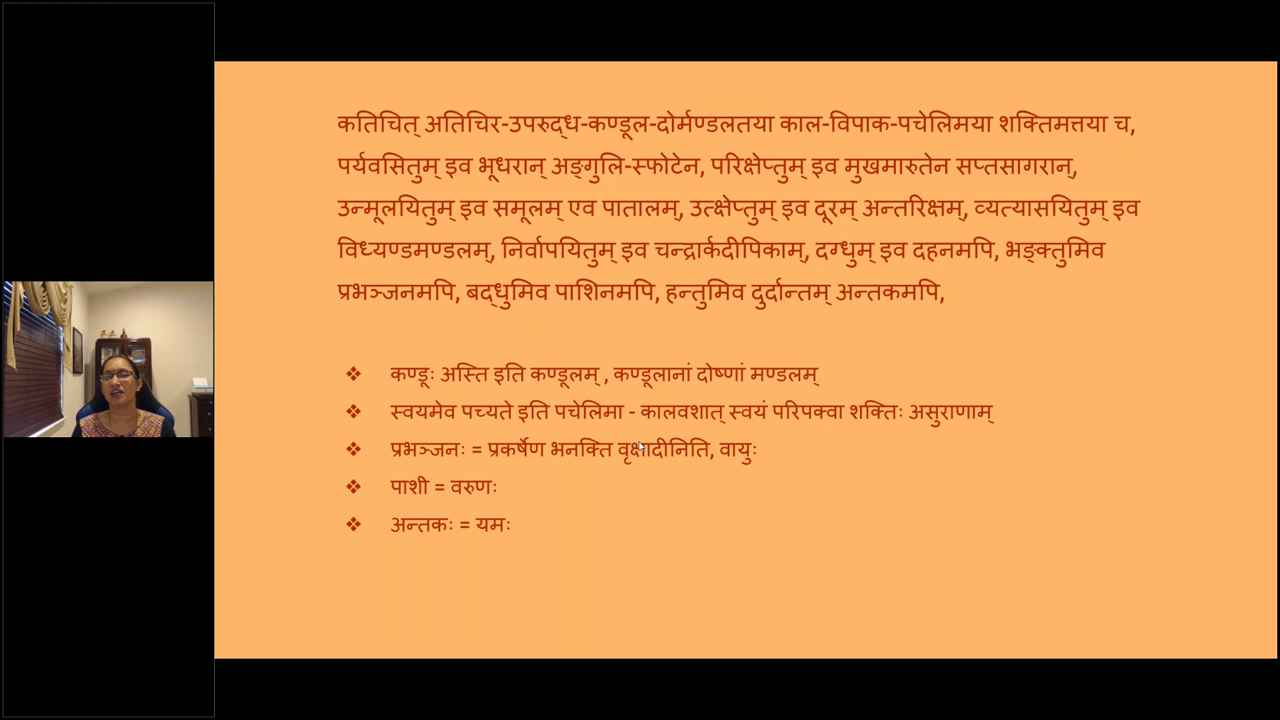 कतिचित् अतिचिर-उपरुद्ध-कण्डूल-दोर्मण्डलतया काल-विपाक-पचेलिमया शक्तिमत्तया च,
पर्यवसितुम् इव भूधरान् अङ्गुलि-स्फोटेन, परिक्षेप्तुम् इव मुखमारुतेन सप्तसागरान्,
उन्मूलयितुम् इव समूलम् एव पातालम्, उत्क्षेप्तुम् इव दूरम् अन्तरिक्षम्, व्यत्यासयितुम् इव
विध्यण्डमण्डलम्, निर्वापयितुम् इव चन्द्रार्कदीपिकाम्, दग्धुम् इव दहनमपि, भङ्क्तुमिव
प्रभञ्जनमपि, बद्धुमिव पाशिनमपि, हन्तुमिव दुर्दान्तम् अन्तकमपि,
❖ कण्डूः अस्ति इति कण्डूलम् , कण्डूलानां दोष्णां मण्डलम्
❖ स्वयमेव पच्यते इति पचेलिमा - कालवशात् स्वयं परिपक्वा शक्तिः असुराणाम्
❖ प्रभञ्जनः = प्रकर्षेण भनक्ति वृक्षादीनिति, वायुः
❖ पाशी = वरुणः
❖ अन्तकः = यमः